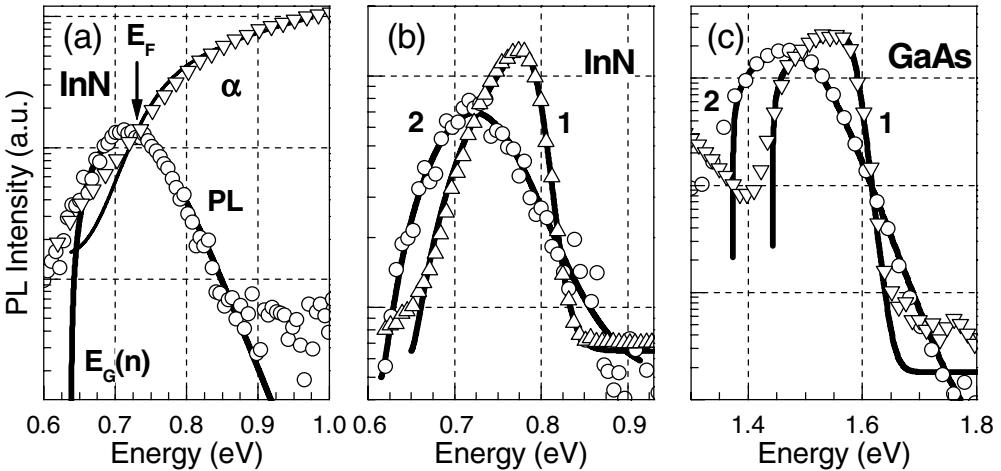 PL Intensity (a.u.)
(a)
E_F
InN
α
PL
E_G(n)
0.6 0.7 0.8 0.9 1.0
Energy (eV)
(b)
InN
2
1
0.6 0.7 0.8 0.9
Energy (eV)
(c)
GaAs
2
1
1.4 1.6 1.8
Energy (eV)